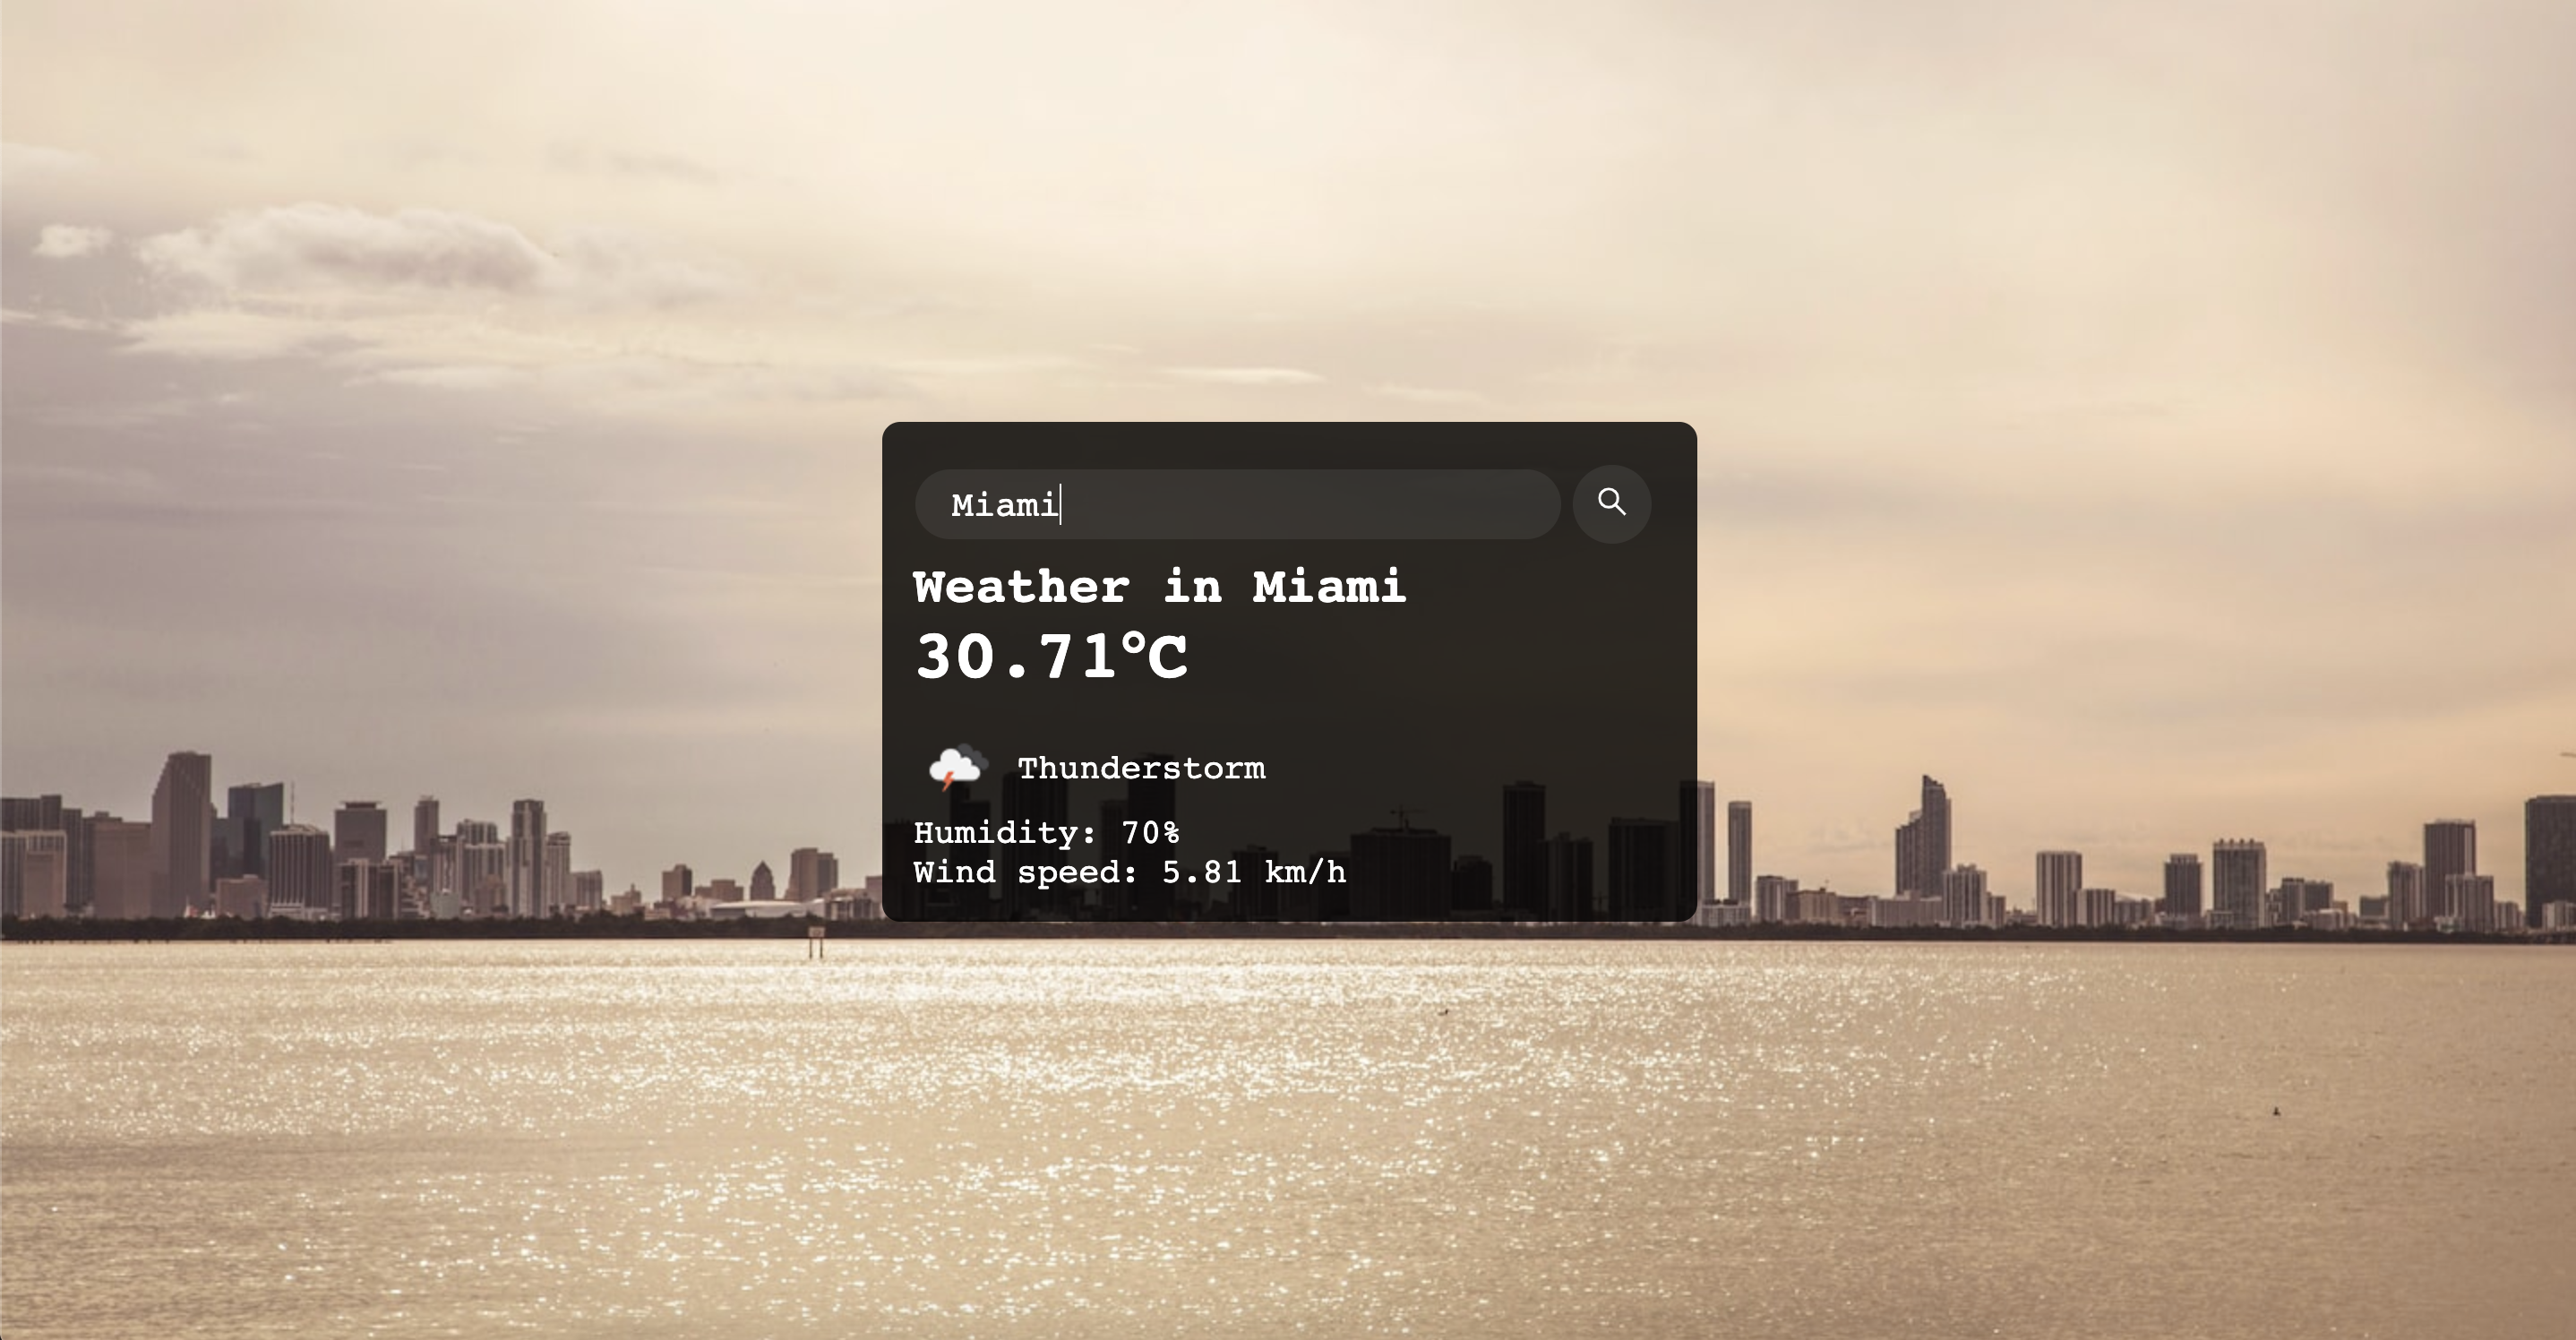 Miami
Weather in Miami
30.71°C
Thunderstorm
Humidity: 70%
Wind speed: 5.81 km/h